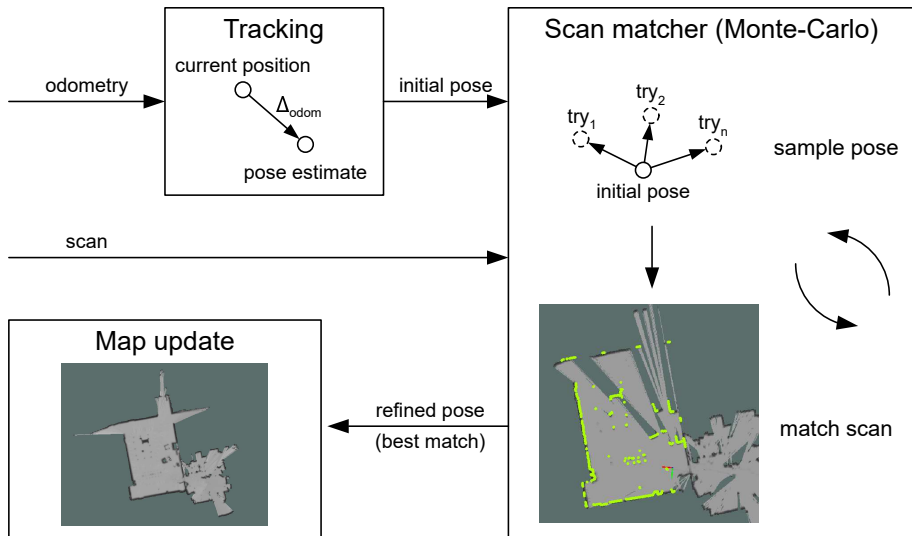 Tracking
odometry
current position
Δodom
pose estimate
initial pose
scan
Scan matcher (Monte-Carlo)
try1
try2
tryn
initial pose
sample pose
match scan
Map update
refined pose
(best match)